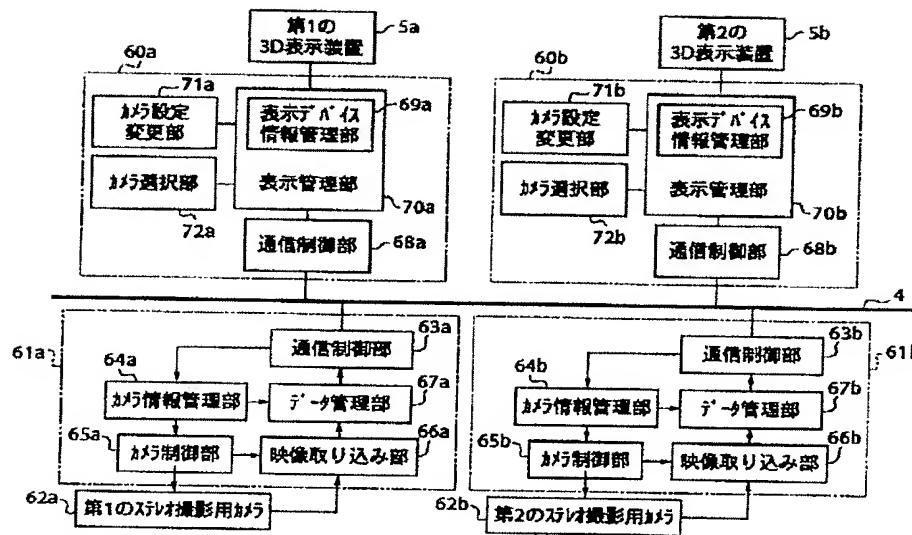 第1の
3D表示装置
5a
60a
71a
カメラ設定
変更部
表示デバイス
情報管理部
69a
カメラ選択部
表示管理部
72a
70a
通信制御部
68a
第2の
3D表示装置
5b
60b
71b
カメラ設定
変更部
表示デバイス
情報管理部
69b
カメラ選択部
表示管理部
72b
70b
通信制御部
68b
4
61a
通信制御部
63a
64a
カメラ情報管理部
データ管理部
67a
65a
カメラ制御部
映像取り込み部
66a
62a
第1のステレオ撮影用カメラ
通信制御部
63b
61b
64b
カメラ情報管理部
データ管理部
67b
65b
カメラ制御部
映像取り込み部
66b
62b
第2のステレオ撮影用カメラ